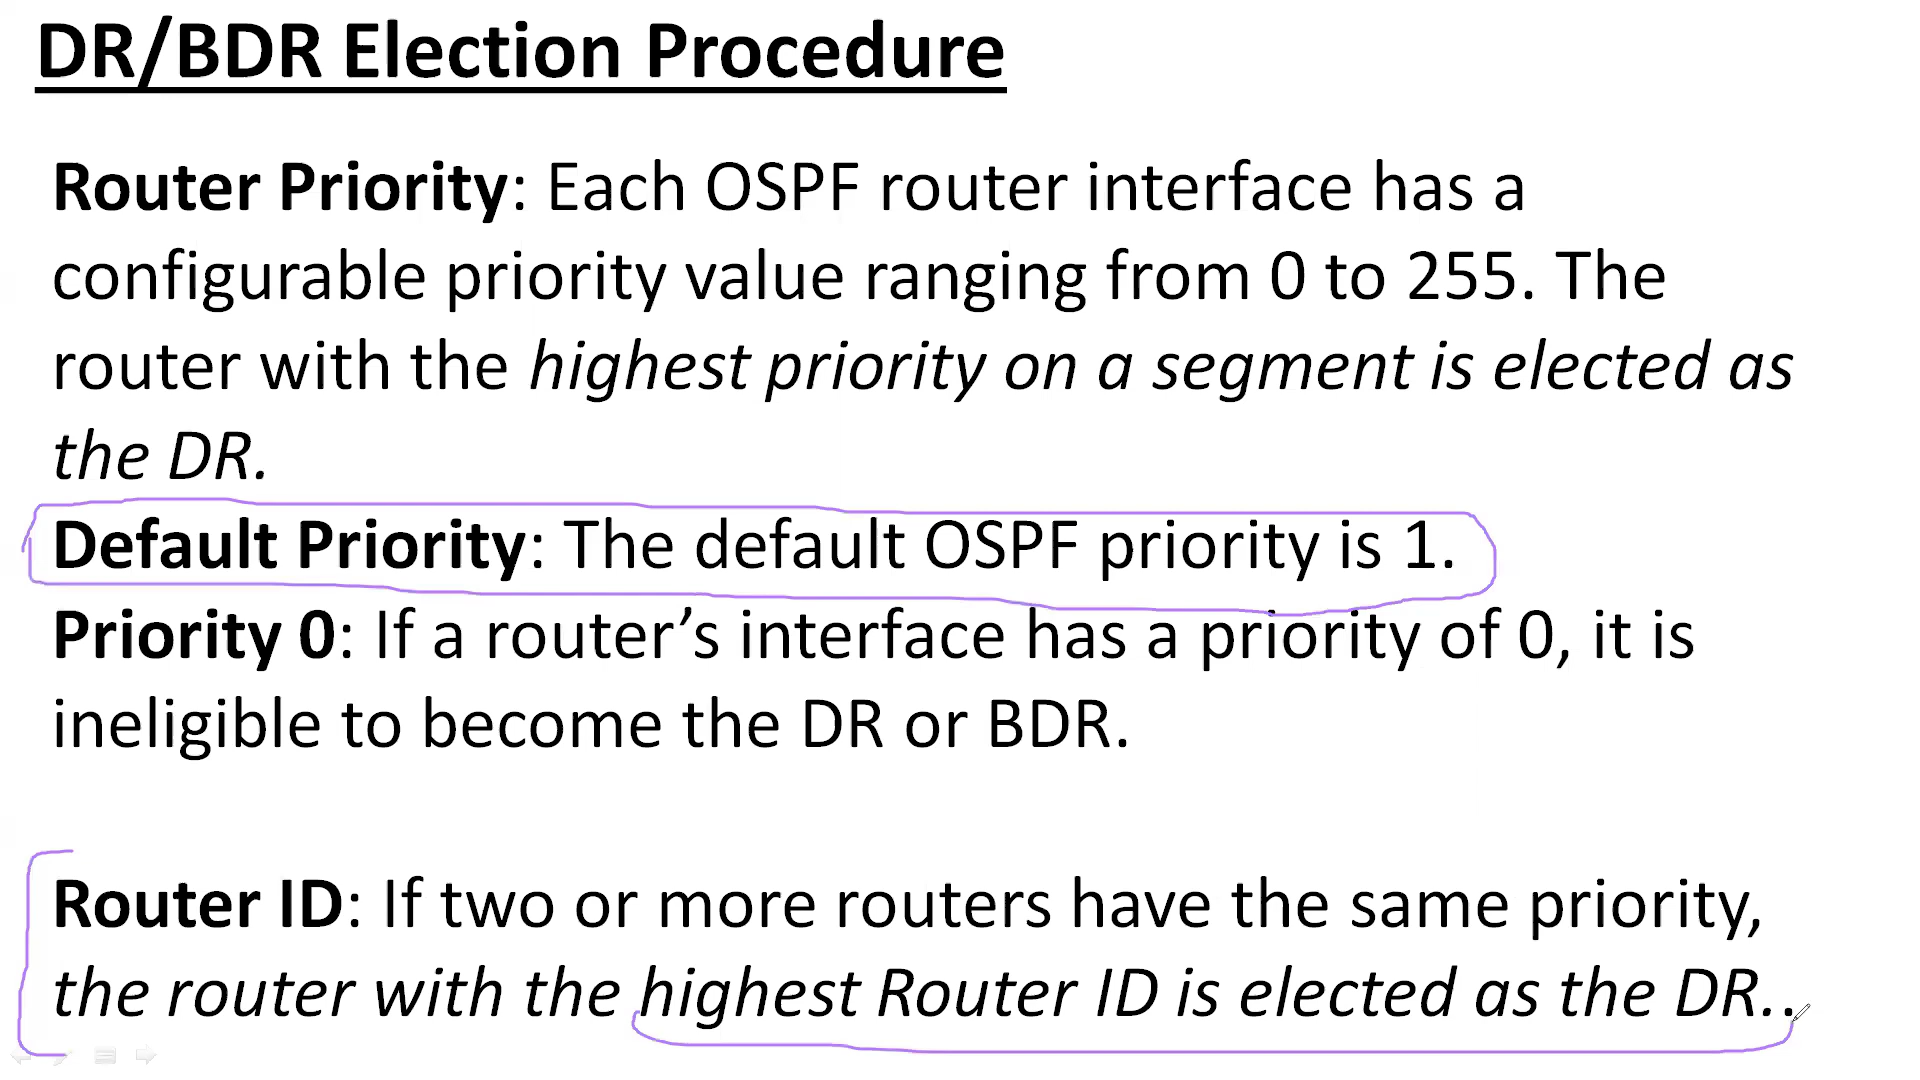 DR/BDR Election Procedure
Router Priority: Each OSPF router interface has a
configurable priority value ranging from 0 to 255. The
router with the highest priority on a segment is elected as
the DR.
Default Priority: The default OSPF priority is 1.
Priority 0: If a router’s interface has a priority of 0, it is
ineligible to become the DR or BDR.
Router ID: If two or more routers have the same priority,
the router with the highest Router ID is elected as the DR..